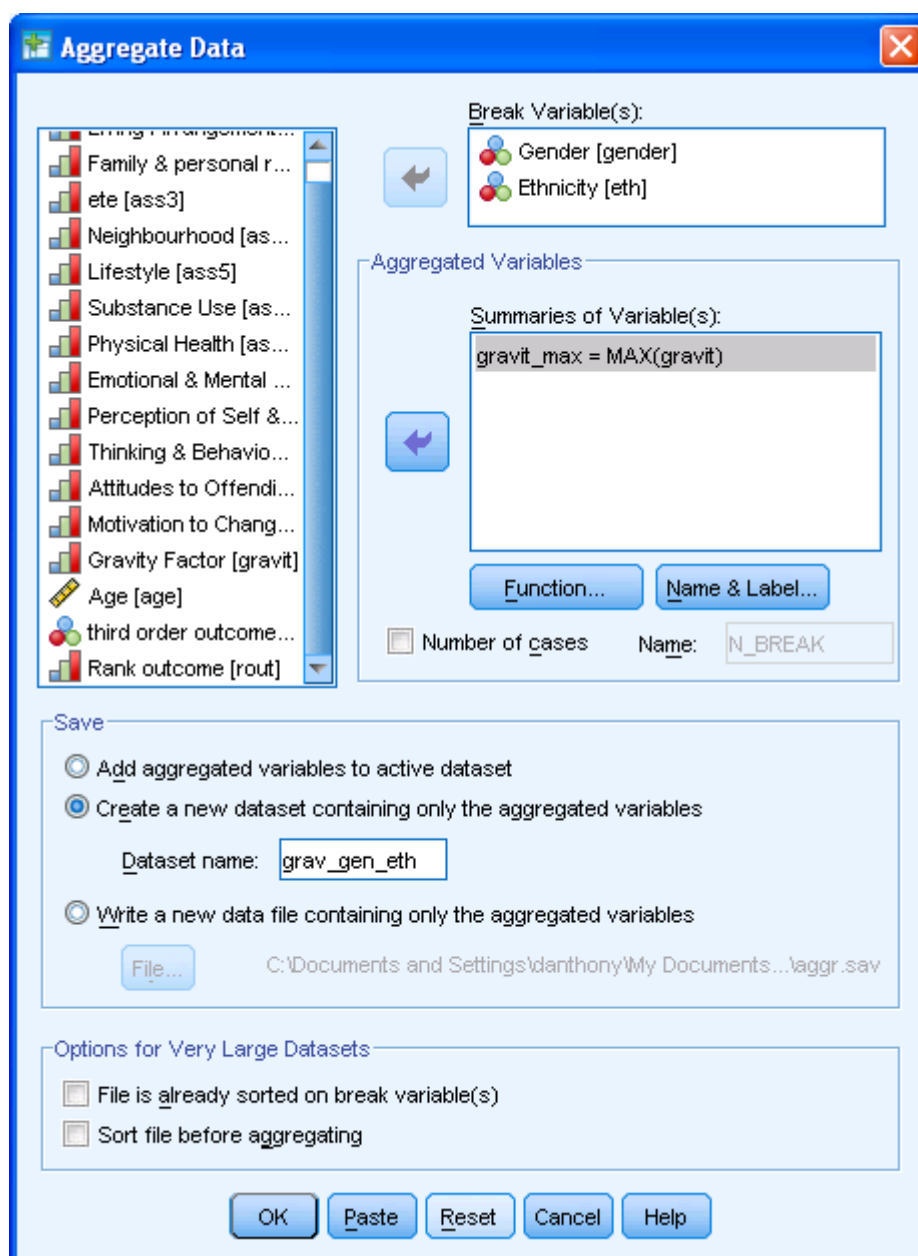 Aggregate Data
Break Variable(s):
Gender [gender]
Ethnicity [eth]
Family & personal r...
ete [ass3]
Neighbourhood [as...
Lifestyle [ass5]
Substance Use [as...
Physical Health [as...
Emotional & Mental ...
Perception of Self &...
Thinking & Behavio...
Attitudes to Offendi...
Motivation to Chang...
Gravity Factor [gravit]
Age [age]
third order outcome...
Rank outcome [rout]
Aggregated Variables
Summaries of Variable(s):
gravit_max = MAX(gravit)
Function...
Name & Label...
Number of cases
Name:
N_BREAK
Save
Add aggregated variables to active dataset
Create a new dataset containing only the aggregated variables
Dataset name:
grav_gen_eth
Write a new data file containing only the aggregated variables
File...
C:\Documents and Settings\danthony\My Documents...\aggr.sav
Options for Very Large Datasets
File is already sorted on break variable(s)
Sort file before aggregating
OK
Paste
Reset
Cancel
Help